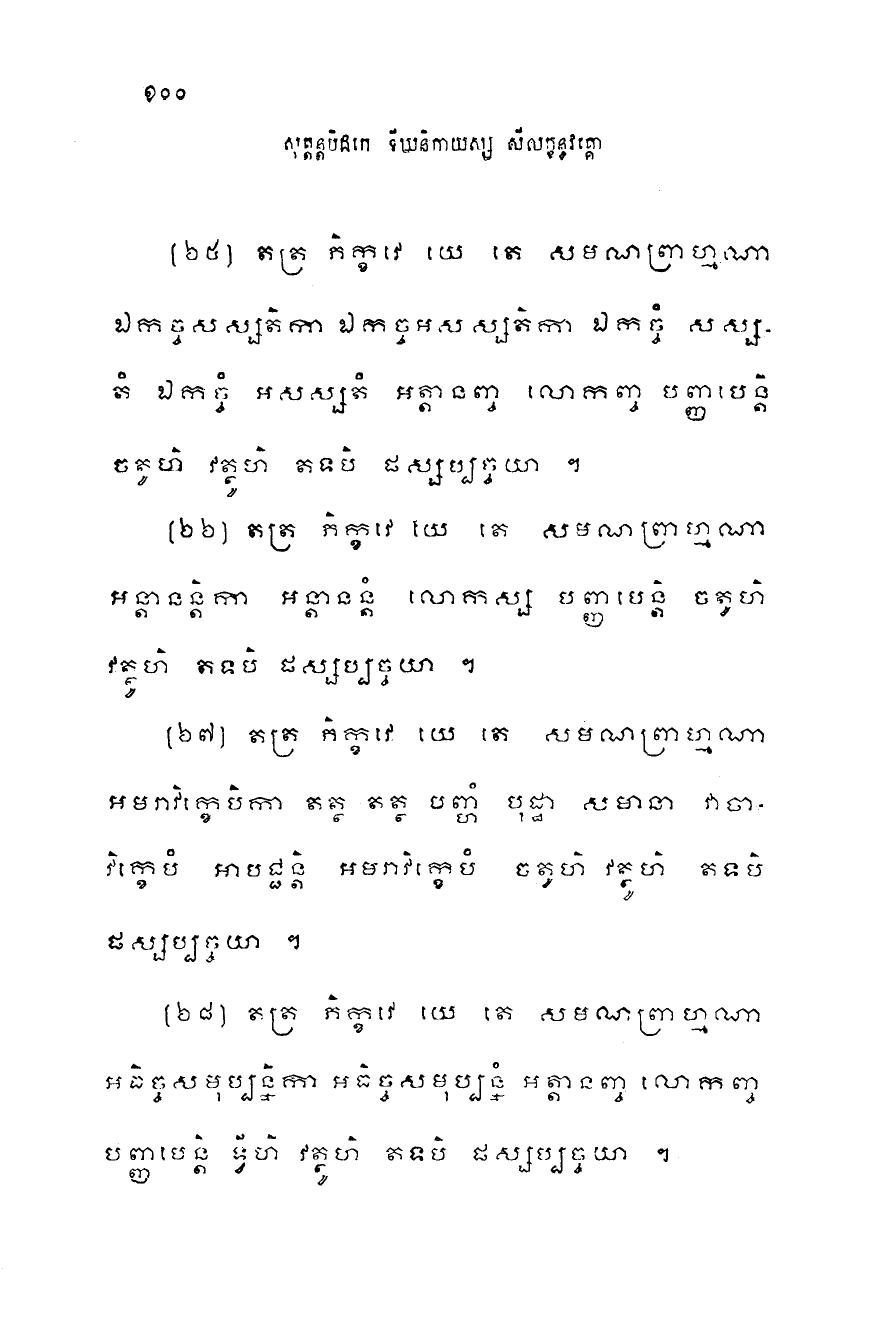 ១០០
សុត្តន្តបិដកេ ទីឃនិកាយស្ស សីលក្ខន្ធវគ្គោ
(៦៥) តត្រ ភិក្ខវេ យេ តេ សមណព្រាហ្មណា
ឯកច្ចសស្សតិកា ឯកច្ចអសស្សតិកា ឯកច្ចំ សស្ស-
តំ ឯកច្ចំ អសស្សតំ អត្តានញ្ច លោកញ្ច បញ្ញាបេន្តិ
ចតូហិ វត្ថូហិ តទបិ ផស្សប្បច្ចយា ។
(៦៦) តត្រ ភិក្ខវេ យេ តេ សមណព្រាហ្មណា
អន្តានន្តិកា អន្តានន្តំ លោកស្ស បញ្ញាបេន្តិ ចតូហិ
វត្ថូហិ តទបិ ផស្សប្បច្ចយា ។
(៦៧) តត្រ ភិក្ខវេ យេ តេ សមណព្រាហ្មណា
អមរាវិក្ខេបិកា តត្ថ តត្ថ បញ្ហំ បុដ្ឋា សមានា វាចា-
វិក្ខេបំ អាបជ្ជន្តិ អមរាវិក្ខេបំ ចតូហិ វត្ថូហិ តទបិ
ផស្សប្បច្ចយា ។
(៦៨) តត្រ ភិក្ខវេ យេ តេ សមណព្រាហ្មណា
អធិច្ចសមុប្បន្និកា អធិច្ចសមុប្បន្នំ អត្តានញ្ច លោកញ្ច
បញ្ញាបេន្តិ ទ្វីហិ វត្ថូហិ តទបិ ផស្សប្បច្ចយា ។